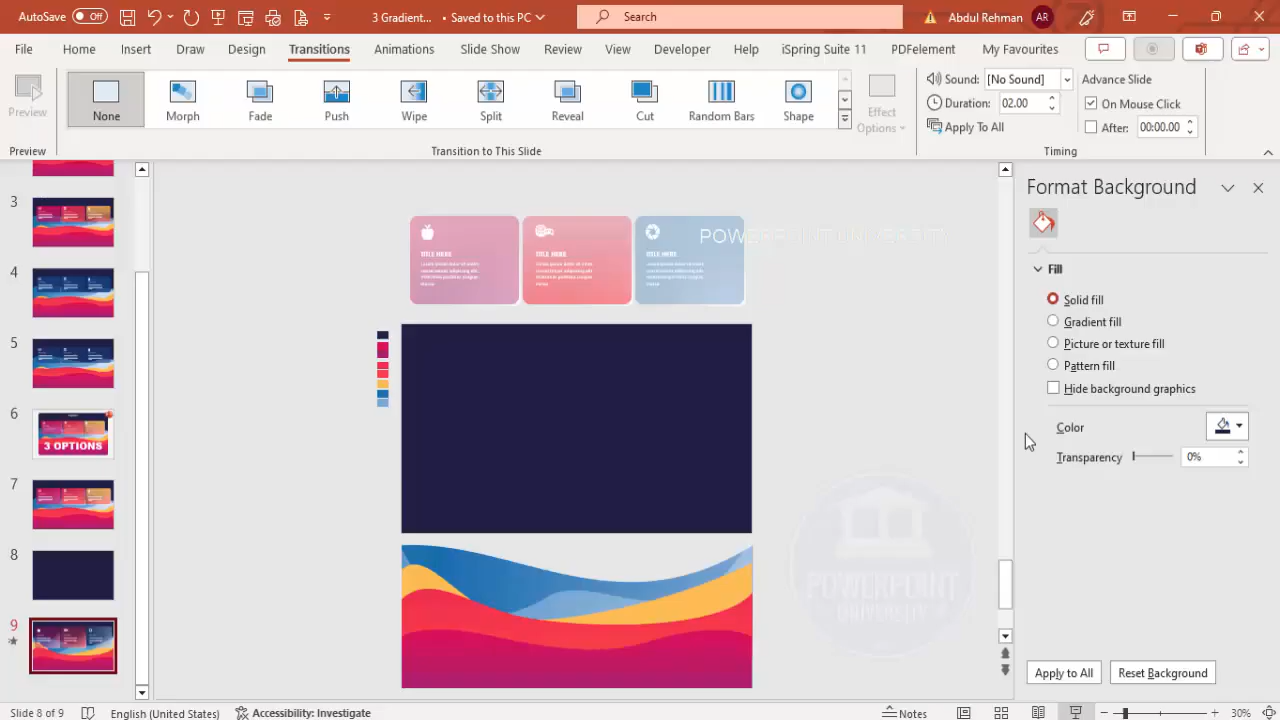 AutoSave Off 3 Gradient... • Saved to this PC Search Abdul Rehman AR
File Home Insert Draw Design Transitions Animations Slide Show Review View Developer Help iSpring Suite 11 PDFelement My Favourites
Preview None Morph Fade Push Wipe Split Reveal Cut Random Bars Shape Effect Options
Sound: [No Sound] Advance Slide
Duration: 02.00 On Mouse Click
Apply To All After: 00:00.00
Preview Transition to This Slide Timing
Format Background
Fill
Solid fill
Gradient fill
Picture or texture fill
Pattern fill
Hide background graphics
Color
Transparency 0%
Apply to All Reset Background
3
4
5
6
3 OPTIONS
7
8
9
TITLE HERE TITLE HERE TITLE HERE
POWERPOINT UNIVERSITY
POWERPOINT
UNIVERSITY
Slide 8 of 9 English (United States) Accessibility: Investigate Notes 30%